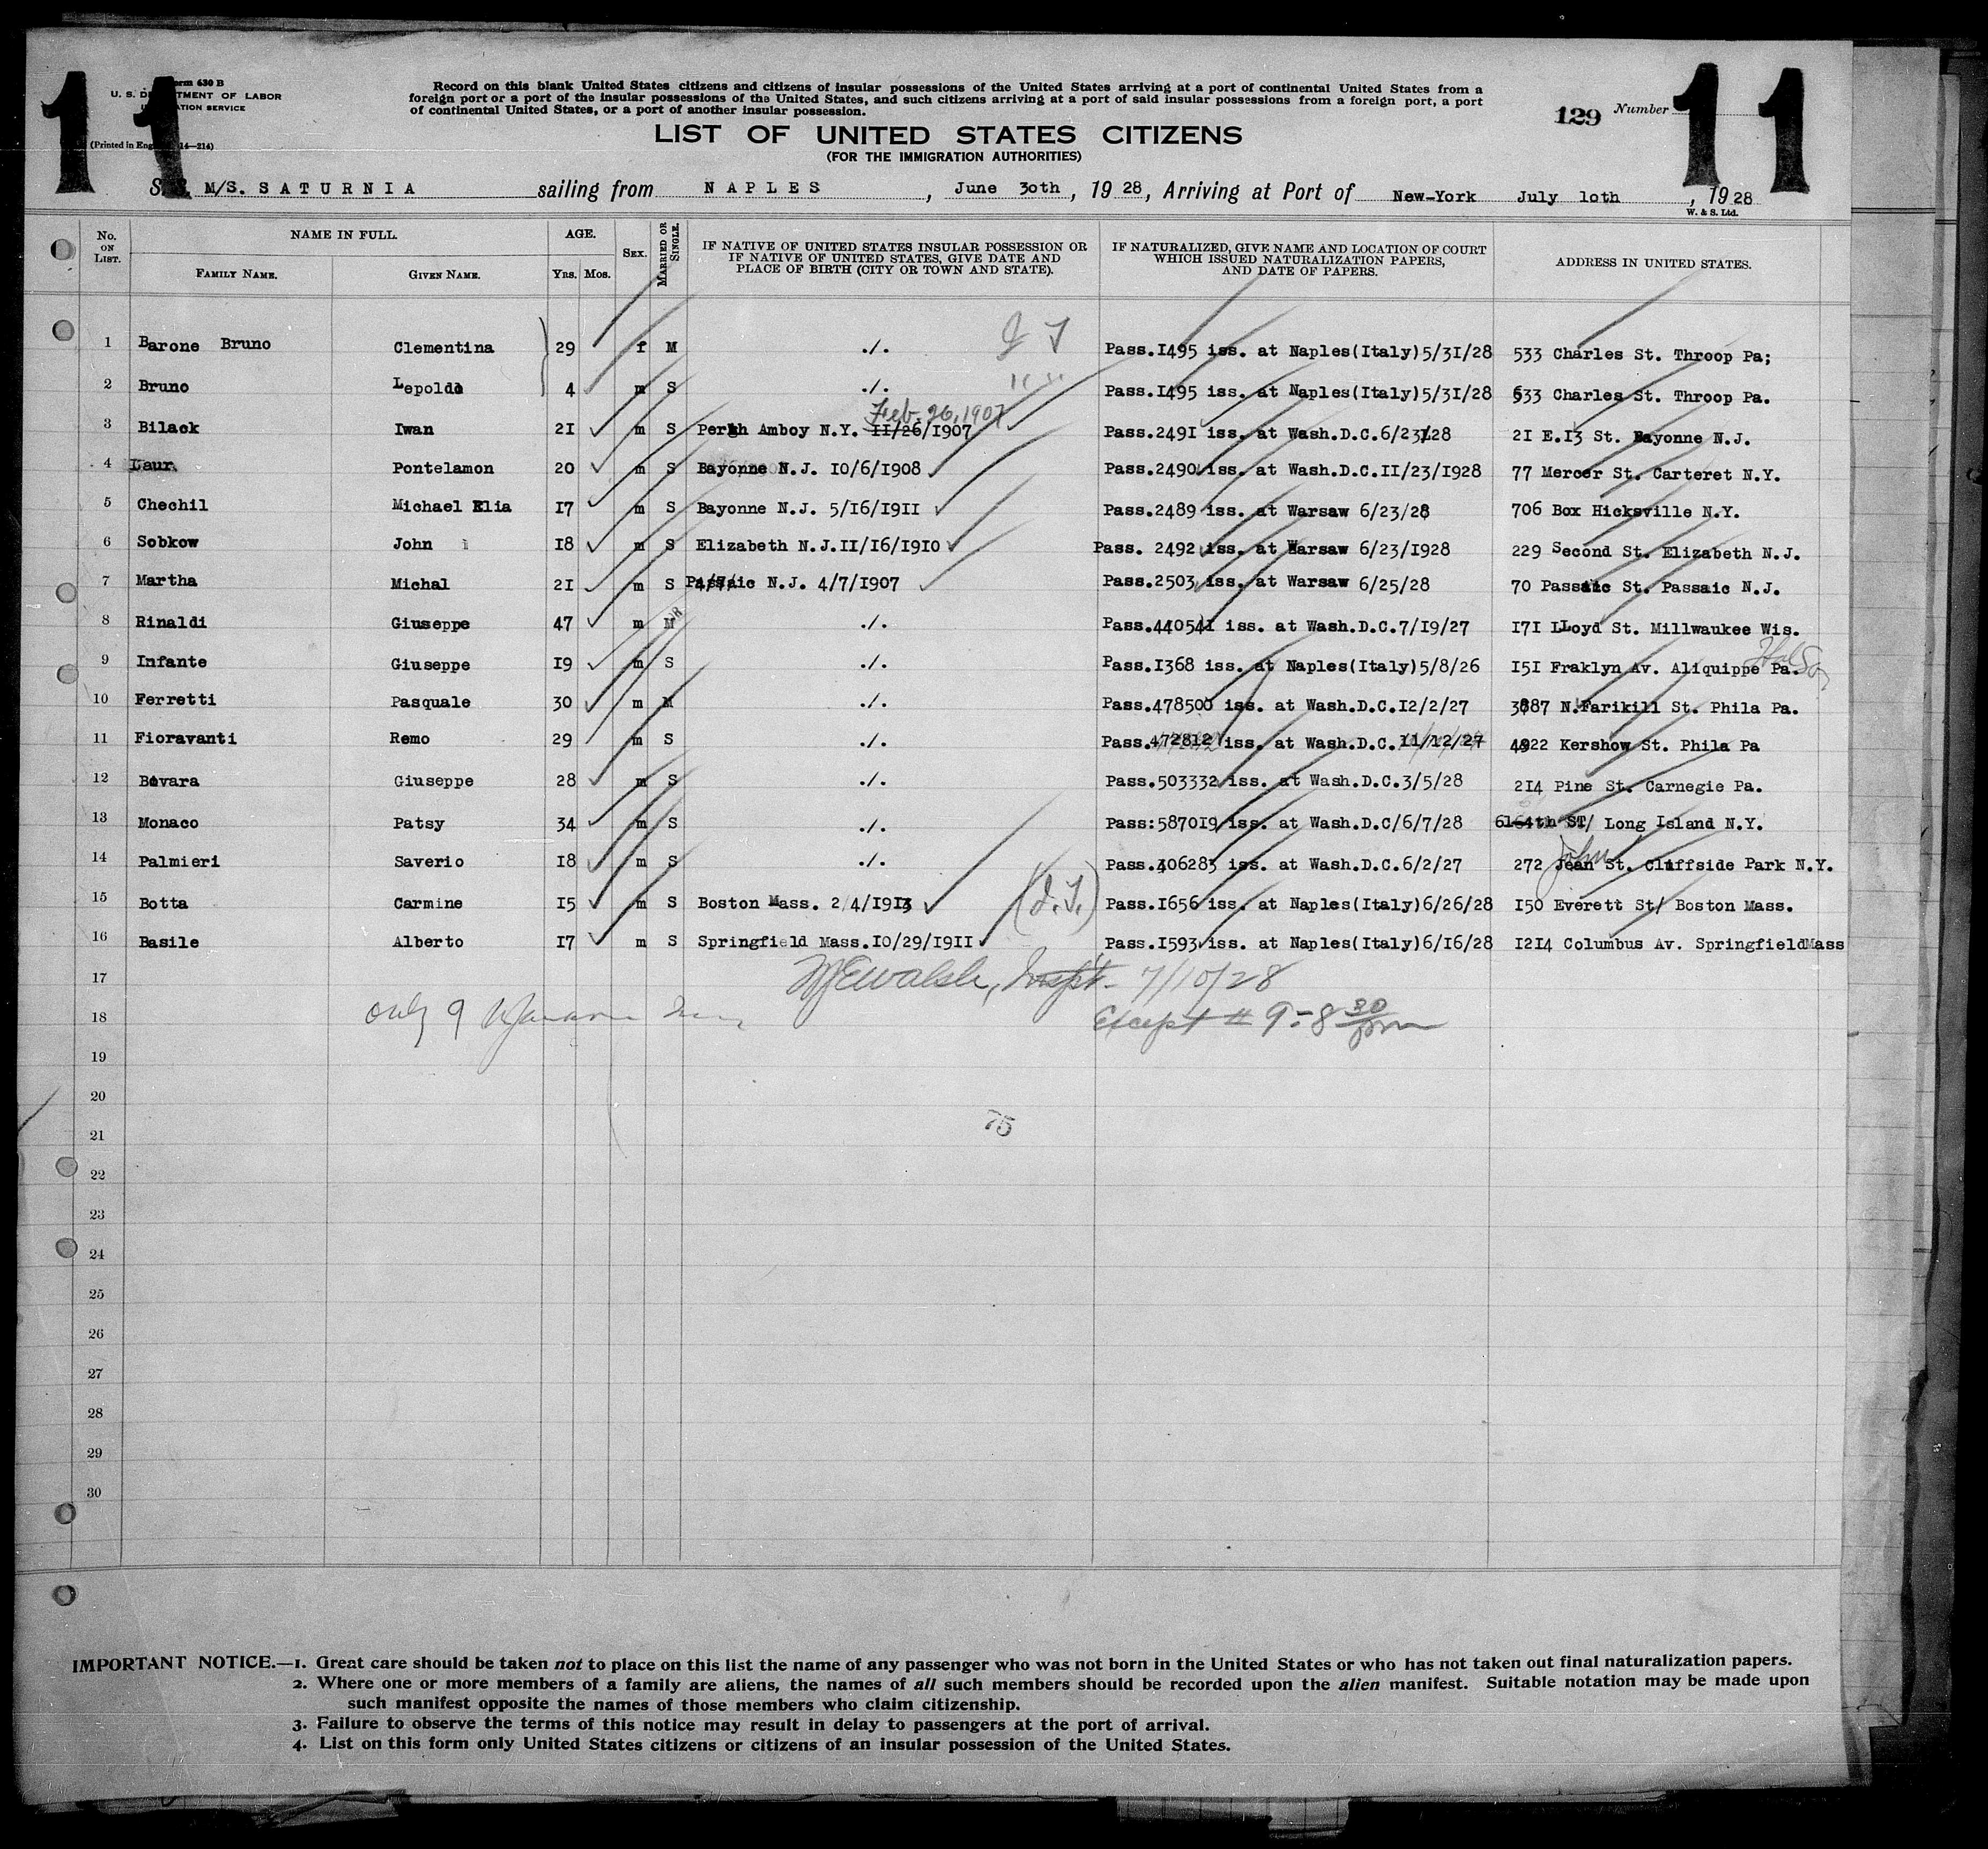 11
Form 630 B
U. S. DEPARTMENT OF LABOR
IMMIGRATION SERVICE
(Printed in England 14—214)
Record on this blank United States citizens and citizens of insular possessions of the United States arriving at a port of continental United States from a
foreign port or a port of the insular possessions of the United States, and such citizens arriving at a port of said insular possessions from a foreign port, a port
of continental United States, or a port of another insular possession.
129 Number 11
LIST OF UNITED STATES CITIZENS
(FOR THE IMMIGRATION AUTHORITIES)
S.S. M/S. SATURNIA sailing from NAPLES, June 30th, 1928, Arriving at Port of New-York July 10th, 1928
W. & S. Ltd.
No. ON LIST. NAME IN FULL. FAMILY NAME. GIVEN NAME. AGE. YRS. MOS. SEX. MARRIED OR SINGLE. IF NATIVE OF UNITED STATES INSULAR POSSESSION OR IF NATIVE OF UNITED STATES, GIVE DATE AND PLACE OF BIRTH (CITY OR TOWN AND STATE). IF NATURALIZED, GIVE NAME AND LOCATION OF COURT WHICH ISSUED NATURALIZATION PAPERS, AND DATE OF PAPERS. ADDRESS IN UNITED STATES.
1 Barone Bruno Clementina 29 f M ./. Pass.1495 iss. at Naples(Italy)5/31/28 533 Charles St. Throop Pa;
2 Bruno Lepoldo 4 m S ./. Pass.1495 iss. at Naples(Italy)5/31/28 533 Charles St. Throop Pa.
Feb. 26, 1907
3 Bilack Iwan 21 m S Perth Amboy N.Y. 11/26/1907 Pass.2491 iss. at Wash.D.C.6/23/28 21 E.13 St. Bayonne N.J.
4 Laur Pontelamon 20 m S Bayonne N.J. 10/6/1908 Pass.2490 iss. at Wash.D.C.11/23/1928 77 Mercer St. Carteret N.Y.
5 Chechil Michael Elia 17 m S Bayonne N.J. 5/16/1911 Pass.2489 iss. at Warsaw 6/23/28 706 Box Hicksville N.Y.
6 Sobkow John 18 m S Elizabeth N.J.11/16/1910 Pass. 2492 iss. at Warsaw 6/23/1928 229 Second St. Elizabeth N.J.
7 Martha Michal 21 m S Passaic N.J. 4/7/1907 Pass.2503 iss. at Warsaw 6/25/28 70 Passaic St. Passaic N.J.
8 Rinaldi Giuseppe 47 m M ./. Pass.440541 iss. at Wash.D.C.7/19/27 171 LLoyd St. Millwaukee Wis.
9 Infante Giuseppe 19 m S ./. Pass.1368 iss. at Naples(Italy)5/8/26 151 Fraklyn Av. Aliquippe Pa.
10 Ferretti Pasquale 30 m M ./. Pass.478500 iss. at Wash.D.C.12/2/27 3887 N.Farikill St. Phila Pa.
11 Fioravanti Remo 29 m S ./. Pass.472812 iss. at Wash.D.C.11/12/27 4922 Kershow St. Phila Pa
12 Bovara Giuseppe 28 m S ./. Pass.503332 iss. at Wash.D.C.3/5/28 214 Pine St. Carnegie Pa.
13 Monaco Patsy 34 m S ./. Pass:587019 iss. at Wash.D.C/6/7/28 61-4th ST/ Long Island N.Y.
John
14 Palmieri Saverio 18 m S ./. Pass.406283 iss. at Wash.D.C.6/2/27 272 Jean St. Cliffside Park N.Y.
15 Botta Carmine 15 m S Boston Mass. 2/4/1913 (J.T.) Pass.1656 iss. at Naples(Italy)6/26/28 150 Everett St/ Boston Mass.
16 Basile Alberto 17 m S Springfield Mass.10/29/1911 Pass.1593 iss. at Naples(Italy)6/16/28 1214 Columbus Av. SpringfieldMass
17 Walsh, Inspt. 7/10/28
18 only 9 Except # 9 - 8 30 pm
19
20
21 75
22
23
24
25
26
27
28
29
30
IMPORTANT NOTICE.—1. Great care should be taken not to place on this list the name of any passenger who was not born in the United States or who has not taken out final naturalization papers.
2. Where one or more members of a family are aliens, the names of all such members should be recorded upon the alien manifest. Suitable notation may be made upon
such manifest opposite the names of those members who claim citizenship.
3. Failure to observe the terms of this notice may result in delay to passengers at the port of arrival.
4. List on this form only United States citizens or citizens of an insular possession of the United States.